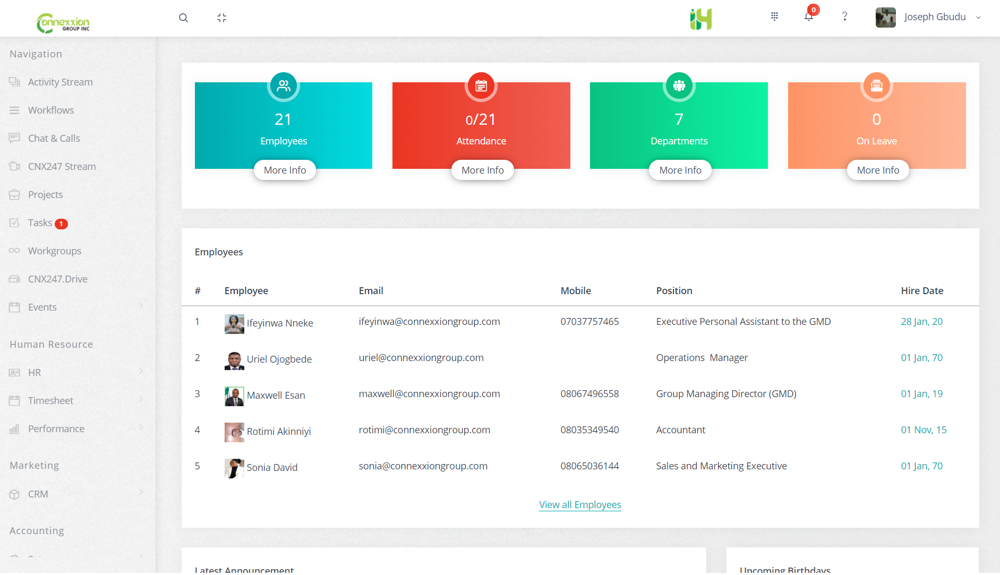 Connexxion
GROUP INC
i4
0
Joseph Gbudu
Navigation
Activity Stream
Workflows
Chat & Calls
CNX247 Stream
Projects
Tasks 1
Workgroups
CNX247.Drive
Events
Human Resource
HR
Timesheet
Performance
Marketing
CRM
Accounting
21
Employees
More Info
0/21
Attendance
More Info
7
Departments
More Info
0
On Leave
More Info
Employees
# Employee Email Mobile Position Hire Date
1 Ifeyinwa Nneke ifeyinwa@connexxiongroup.com 07037757465 Executive Personal Assistant to the GMD 28 Jan, 20
2 Uriel Ojogbede uriel@connexxiongroup.com Operations Manager 01 Jan, 70
3 Maxwell Esan maxwell@connexxiongroup.com 08067496558 Group Managing Director (GMD) 01 Jan, 19
4 Rotimi Akinniyi rotimi@connexxiongroup.com 08035349540 Accountant 01 Nov, 15
5 Sonia David sonia@connexxiongroup.com 08065036144 Sales and Marketing Executive 01 Jan, 70
View all Employees
Latest Announcement
Upcoming Birthdays